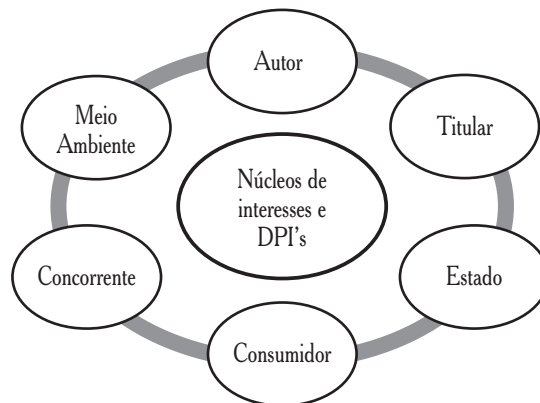 Autor
Titular
Estado
Consumidor
Concorrente
Meio
Ambiente
Núcleos de
interesses e
DPI's